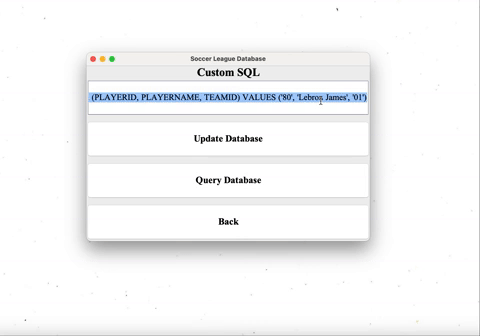 Soccer League Database
Custom SQL
(PLAYERID, PLAYERNAME, TEAMID) VALUES ('80', 'Lebron James', '01')
Update Database
Query Database
Back